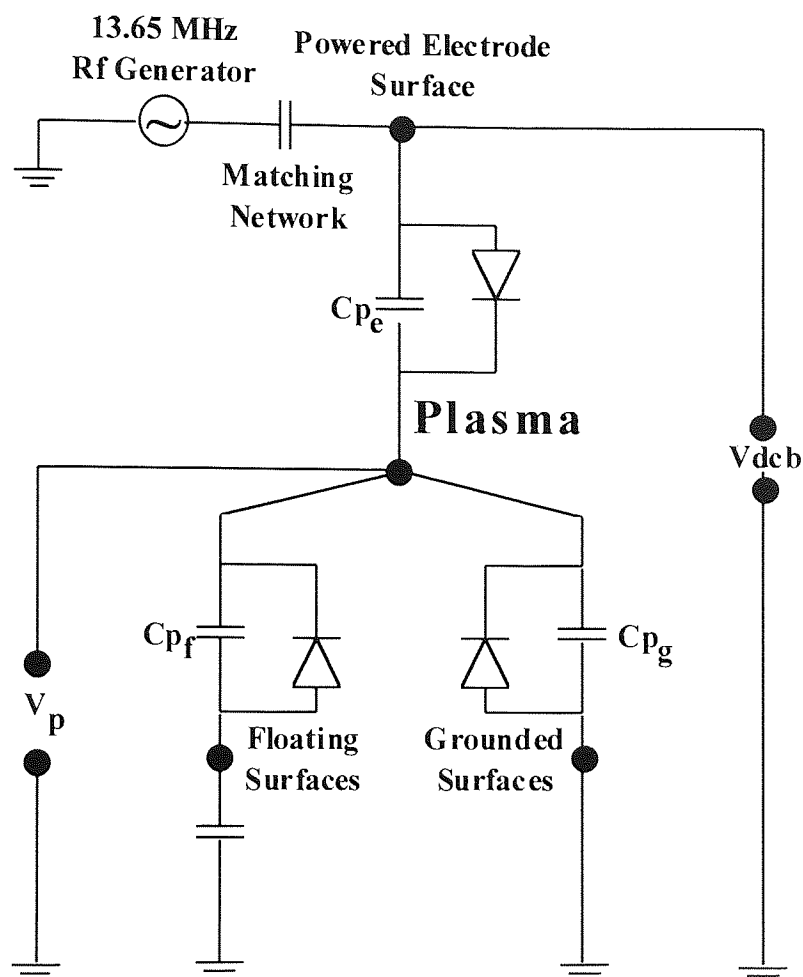 13.65 MHz
Rf Generator
Powered Electrode
Surface
Matching
Network
Cpe
Plasma
Vdcb
Cpf
Cpg
Vp
Floating
Surfaces
Grounded
Surfaces